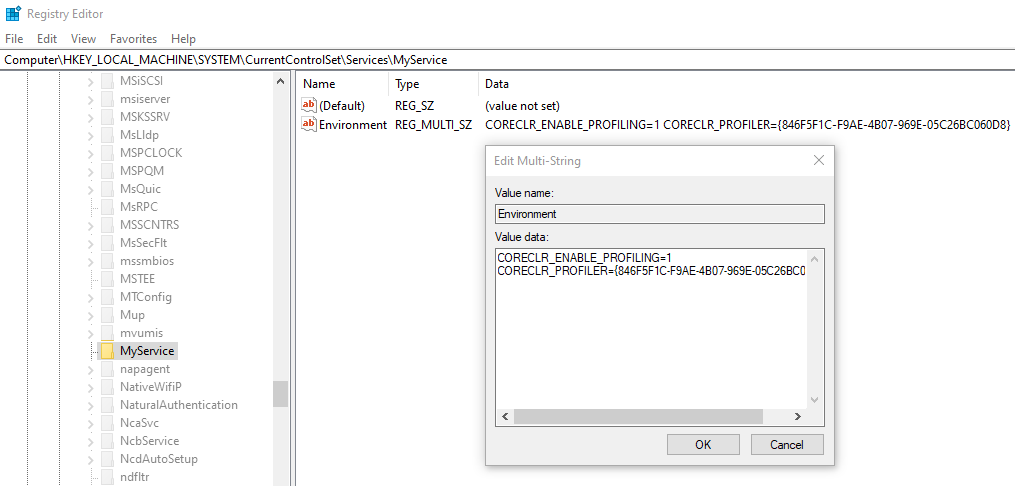 Registry Editor
File Edit View Favorites Help
Computer\HKEY_LOCAL_MACHINE\SYSTEM\CurrentControlSet\Services\MyService
MSiSCSI
msiserver
MSKSSRV
MsLldp
MSPCLOCK
MSPQM
MsQuic
MsRPC
MSSCNTRS
MsSecFlt
mssmbios
MSTEE
MTConfig
Mup
mvumis
MyService
napagent
NativeWifiP
NaturalAuthentication
NcaSvc
NcbService
NcdAutoSetup
ndfltr
Name Type Data
ab (Default) REG_SZ (value not set)
ab Environment REG_MULTI_SZ CORECLR_ENABLE_PROFILING=1 CORECLR_PROFILER={846F5F1C-F9AE-4B07-969E-05C26BC060D8}
Edit Multi-String
Value name:
Environment
Value data:
CORECLR_ENABLE_PROFILING=1
CORECLR_PROFILER={846F5F1C-F9AE-4B07-969E-05C26BC0
OK Cancel